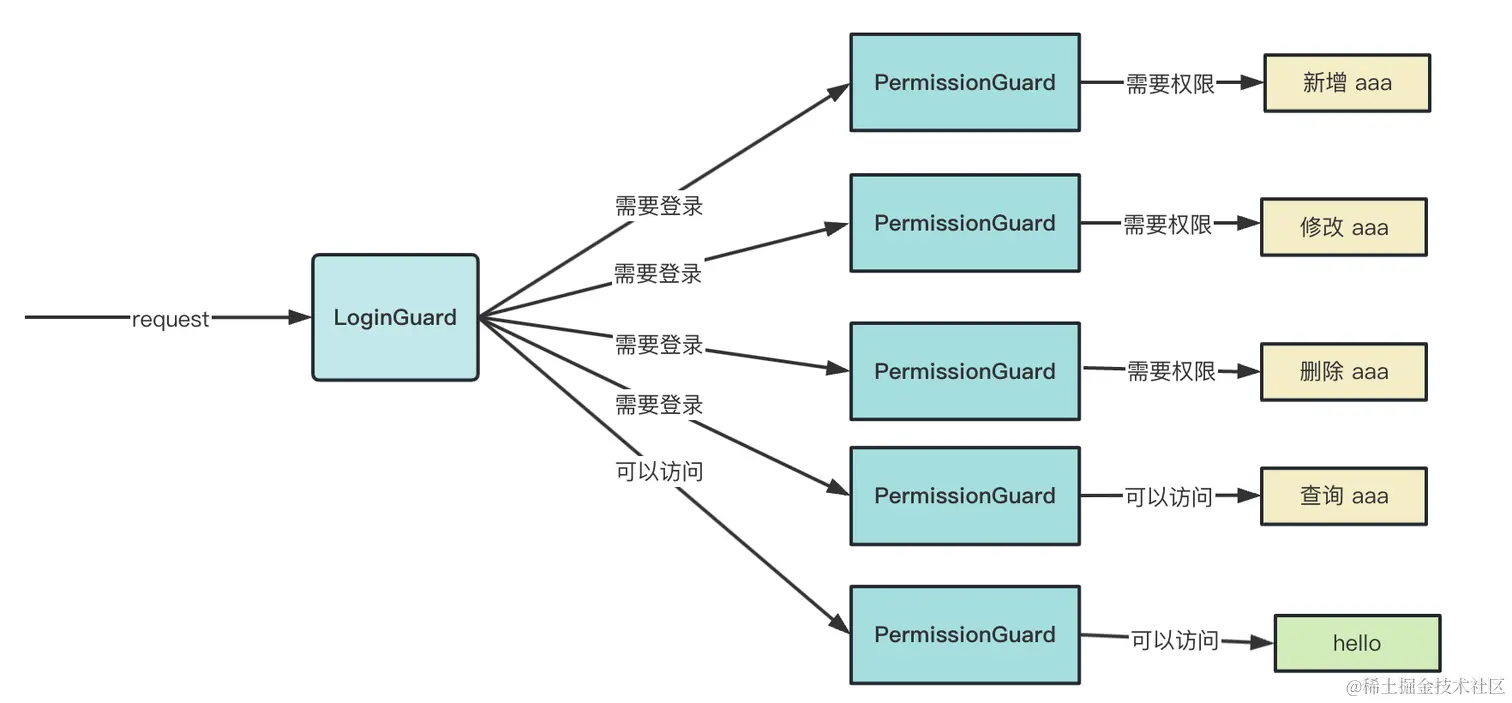 PermissionGuard
需要权限
新增 aaa
需要登录
PermissionGuard
需要权限
修改 aaa
需要登录
request
LoginGuard
需要登录
PermissionGuard
需要权限
删除 aaa
需要登录
可以访问
PermissionGuard
可以访问
查询 aaa
PermissionGuard
可以访问
hello
@稀土掘金技术社区